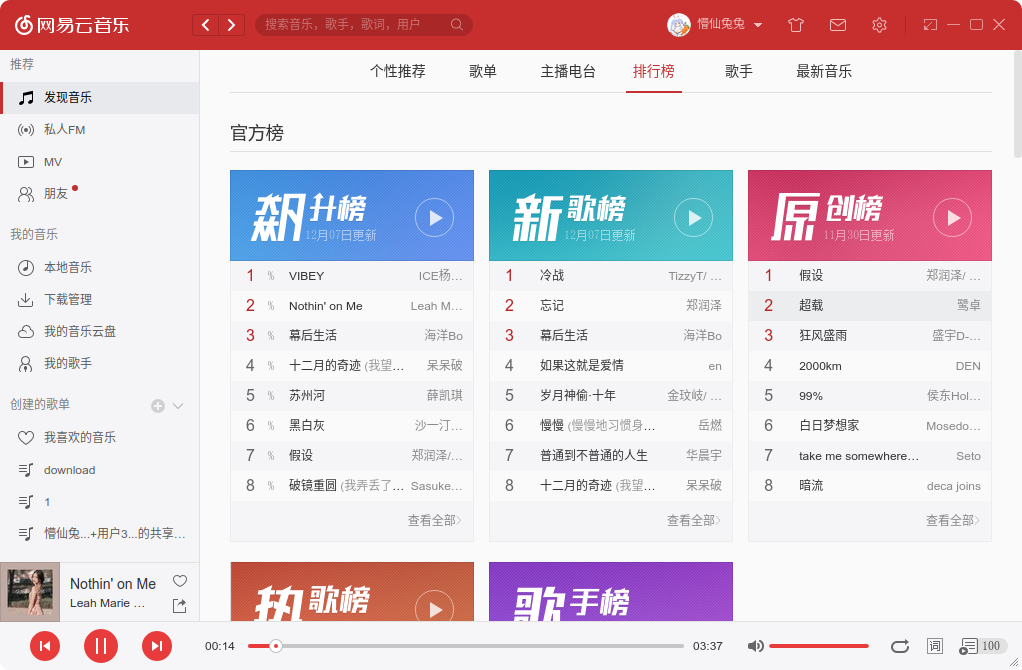 网易云音乐
搜索音乐，歌手，歌词，用户
懵仙兔兔
推荐
发现音乐
私人FM
MV
朋友
我的音乐
本地音乐
下载管理
我的音乐云盘
我的歌手
创建的歌单
我喜欢的音乐
download
1
懵仙兔...+用户3...的共享...
个性推荐 歌单 主播电台 排行榜 歌手 最新音乐
官方榜
飙升榜
12月07日更新
1 % VIBEY ICE杨...
2 % Nothin' on Me Leah M...
3 % 幕后生活 海洋Bo
4 % 十二月的奇迹 (我望... 呆呆破
5 % 苏州河 薛凯琪
6 % 黑白灰 沙一汀...
7 % 假设 郑润泽/...
8 % 破镜重圆 (我弄丢了... Sasuke...
查看全部
新歌榜
12月07日更新
1 冷战 TizzyT/ ...
2 忘记 郑润泽
3 幕后生活 海洋Bo
4 如果这就是爱情 en
5 岁月神偷·十年 金玟岐/ ...
6 慢慢 (慢慢地习惯身... 岳燃
7 普通到不普通的人生 华晨宇
8 十二月的奇迹 (我望... 呆呆破
查看全部
原创榜
11月30日更新
1 假设 郑润泽/ ...
2 超载 鹭卓
3 狂风盛雨 盛宇D-...
4 2000km DEN
5 99% 侯东Hol...
6 白日梦想家 Mosedo...
7 take me somewhere... Seto
8 暗流 deca joins
查看全部
热歌榜
歌手榜
Nothin' on Me
Leah Marie ...
00:14
03:37
词
100